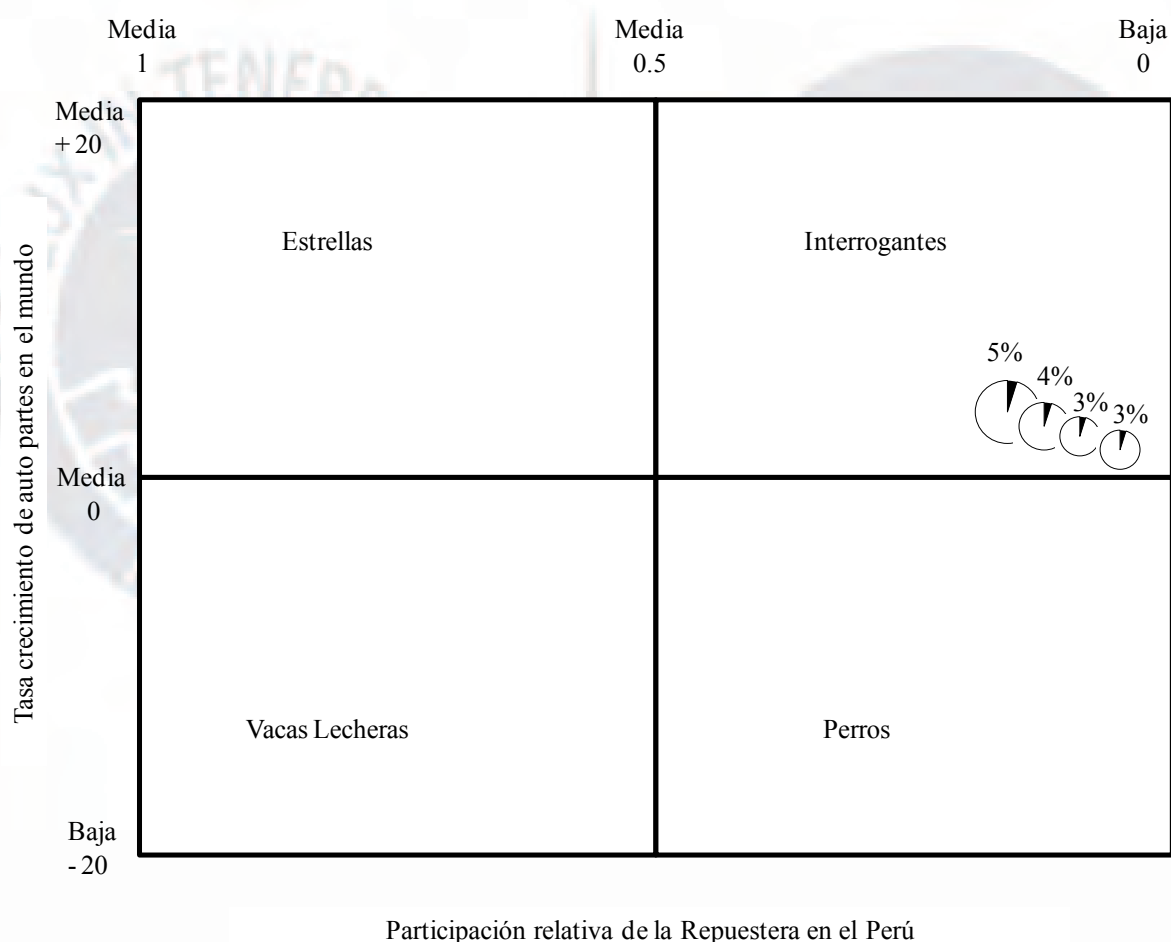 Media
1
Media
0.5
Baja
0
TENEBR
Media
+20
Estrellas
Interrogantes
Tasa crecimiento de auto partes en el mundo
5%
4%
3%
3%
Media
0
Vacas Lecheras
Perros
Baja
-20
Participación relativa de la Repuestera en el Perú